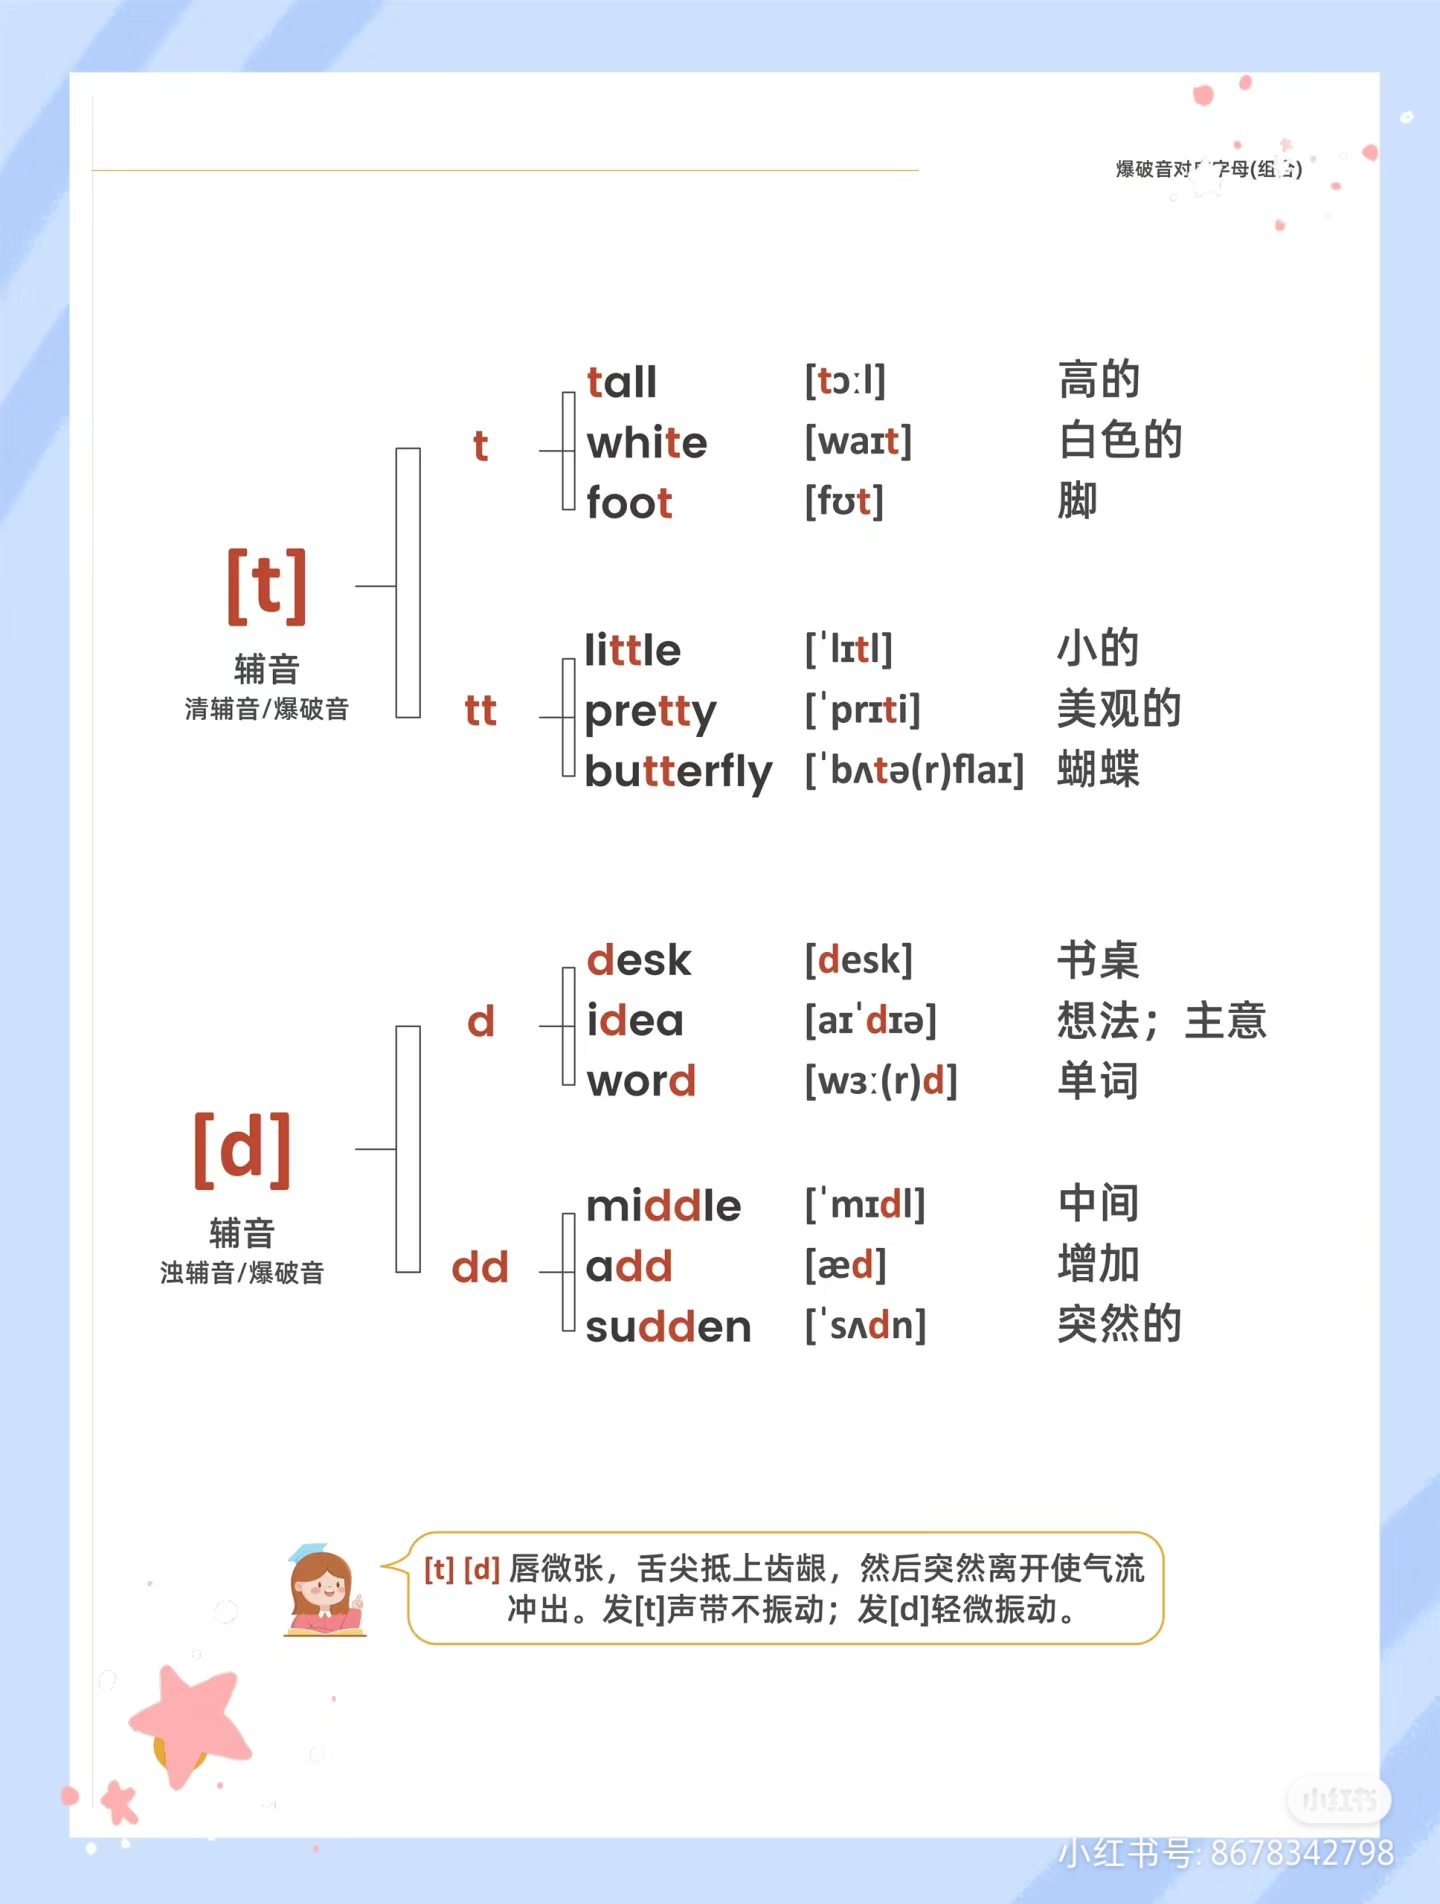 爆破音对应字母(组合)
[t]
辅音
清辅音/爆破音
t
tall [tɔːl] 高的
white [waɪt] 白色的
foot [fʊt] 脚
tt
little [ˈlɪtl] 小的
pretty [ˈprɪti] 美观的
butterfly [ˈbʌtə(r)flaɪ] 蝴蝶
[d]
辅音
浊辅音/爆破音
d
desk [desk] 书桌
idea [aɪˈdɪə] 想法；主意
word [wɜː(r)d] 单词
dd
middle [ˈmɪdl] 中间
add [æd] 增加
sudden [ˈsʌdn] 突然的
[t] [d] 唇微张，舌尖抵上齿龈，然后突然离开使气流
冲出。发[t]声带不振动；发[d]轻微振动。
小红书
小红书号: 8678342798